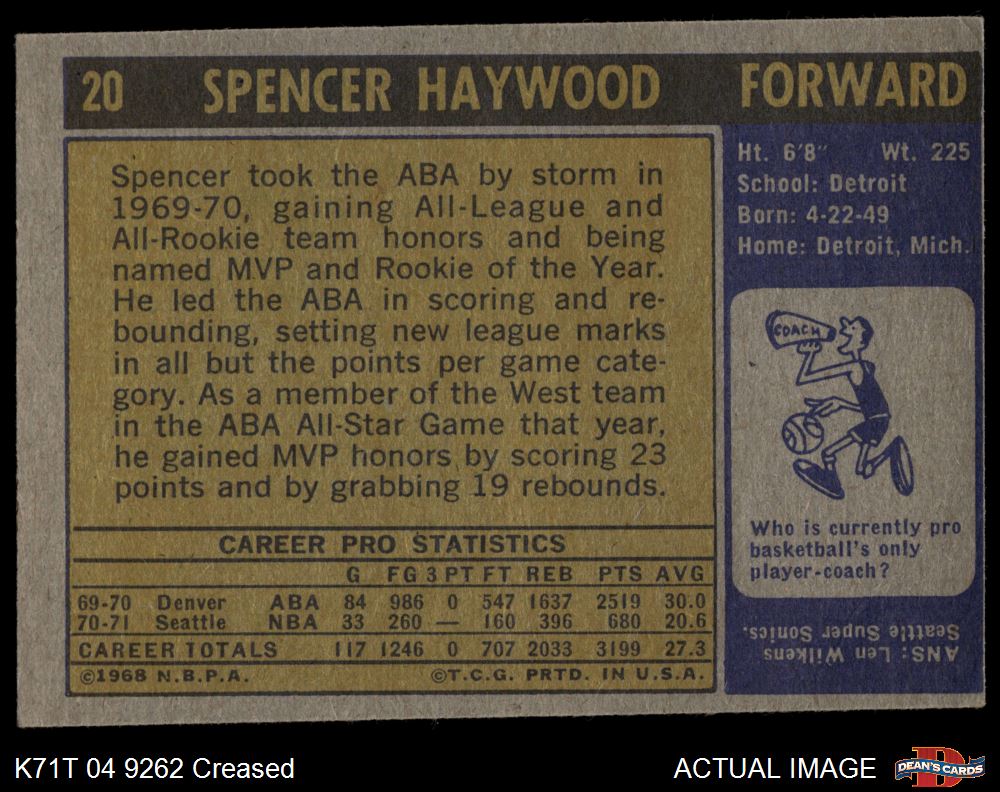 20 SPENCER HAYWOOD FORWARD
Spencer took the ABA by storm in
1969-70, gaining All-League and
All-Rookie team honors and being
named MVP and Rookie of the Year.
He led the ABA in scoring and re-
bounding, setting new league marks
in all but the points per game cate-
gory. As a member of the West team
in the ABA All-Star Game that year,
he gained MVP honors by scoring 23
points and by grabbing 19 rebounds.
CAREER PRO STATISTICS
G FG 3 PT FT REB PTS AVG
69-70 Denver ABA 84 986 0 547 1637 2519 30.0
70-71 Seattle NBA 33 260 — 160 396 680 20.6
CAREER TOTALS 117 1246 0 707 2033 3199 27.3
©1968 N.B.P.A. ©T.C.G. PRTD. IN U.S.A.
Ht. 6'8" Wt. 225
School: Detroit
Born: 4-22-49
Home: Detroit, Mich.
COACH
Who is currently pro
basketball's only
player-coach?
ANS: Len Wilkens
Seattle Super Sonics.
K71T 04 9262 Creased
ACTUAL IMAGE
D
DEAN'S CARDS